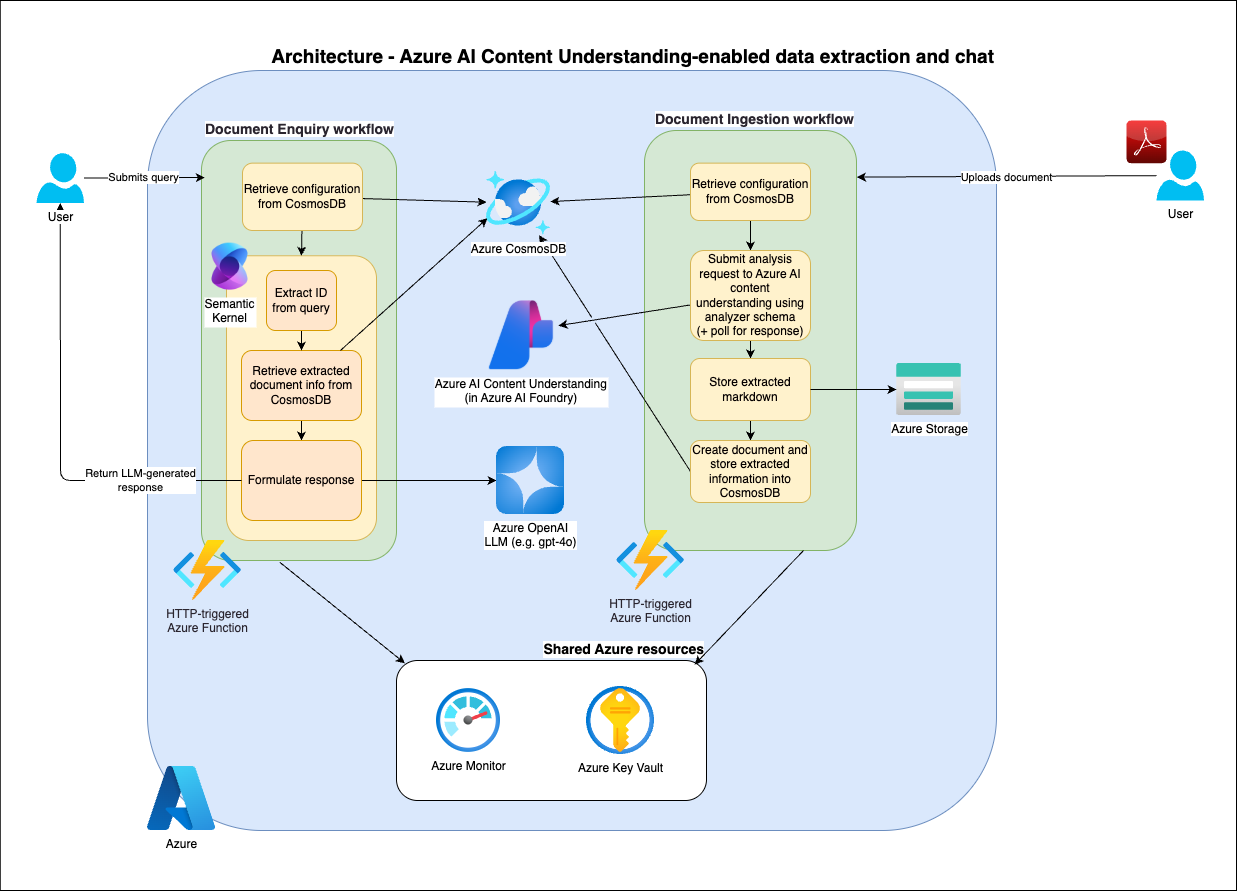 Architecture - Azure AI Content Understanding-enabled data extraction and chat
Document Enquiry workflow
Document Ingestion workflow
Submits query
User
Retrieve configuration
from CosmosDB
Semantic
Kernel
Extract ID
from query
Retrieve extracted
document info from
CosmosDB
Formulate response
Return LLM-generated
response
HTTP-triggered
Azure Function
Azure CosmosDB
Azure AI Content Understanding
(in Azure AI Foundry)
Azure OpenAI
LLM (e.g. gpt-4o)
Retrieve configuration
from CosmosDB
Submit analysis
request to Azure AI
content
understanding using
analyzer schema
(+ poll for response)
Store extracted
markdown
Create document and
store extracted
information into
CosmosDB
HTTP-triggered
Azure Function
Azure Storage
Uploads document
User
Shared Azure resources
Azure Monitor
Azure Key Vault
Azure